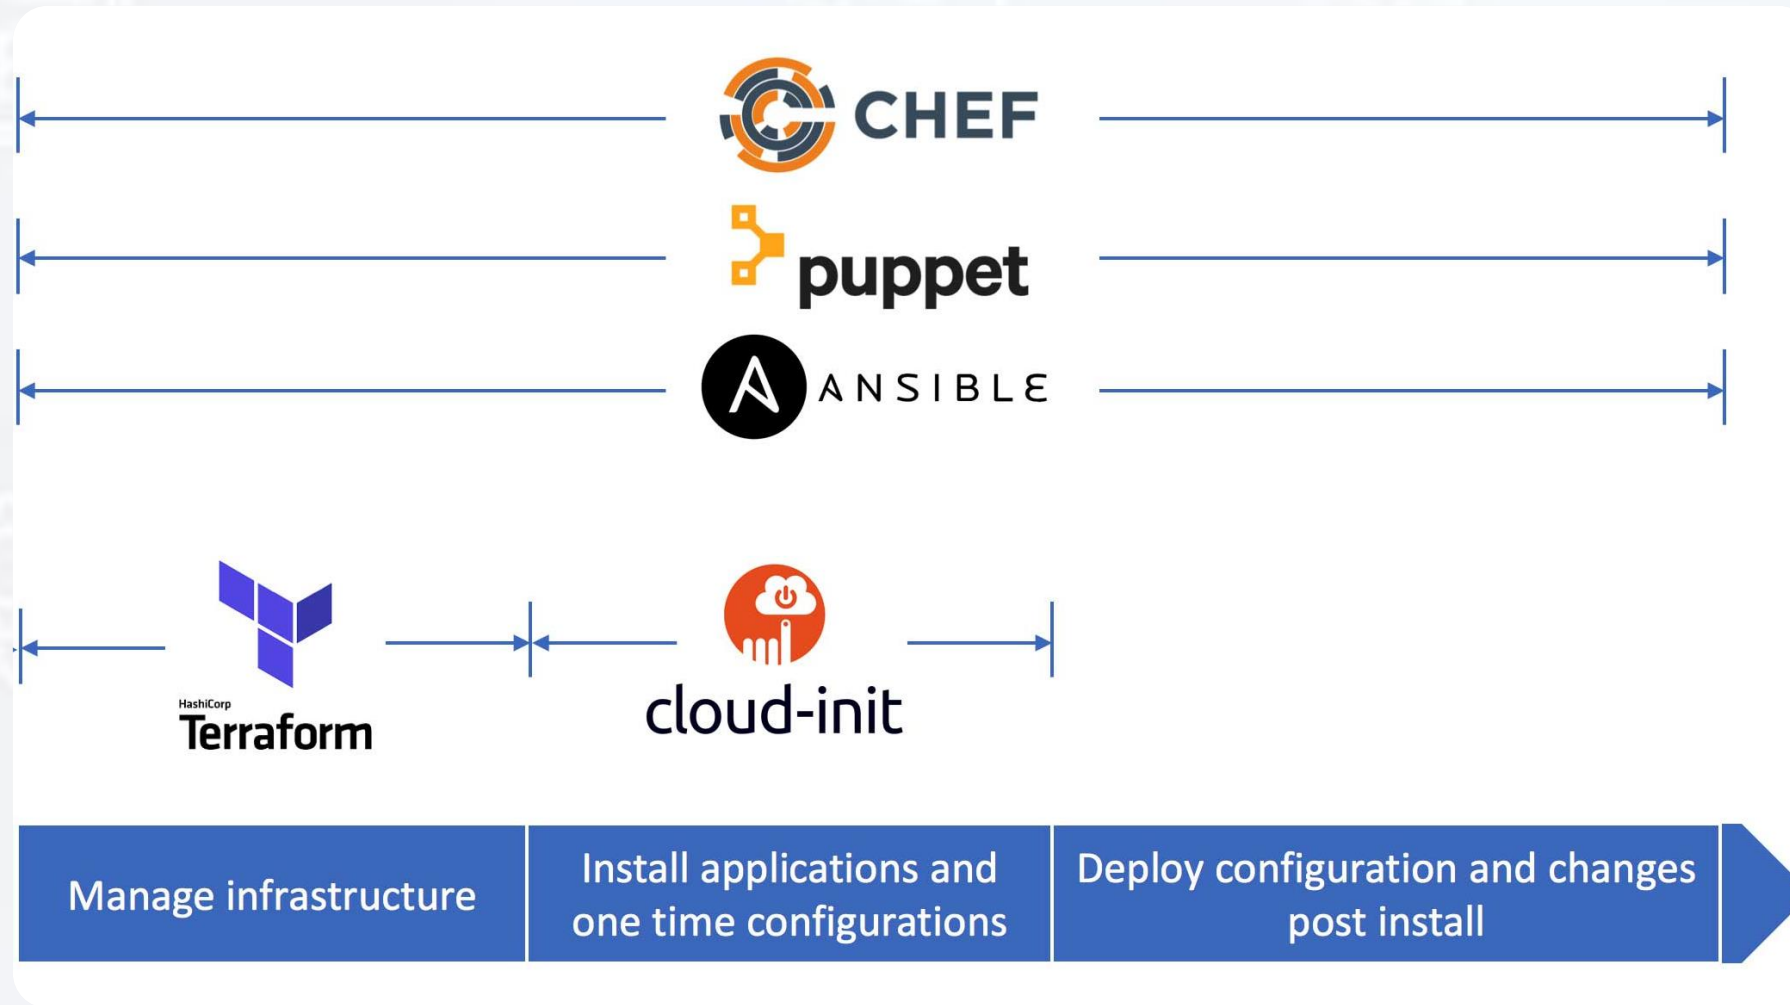 CHEF
puppet
ANSIBLE
HashiCorp
Terraform
cloud-init
Manage infrastructure
Install applications and
one time configurations
Deploy configuration and changes
post install